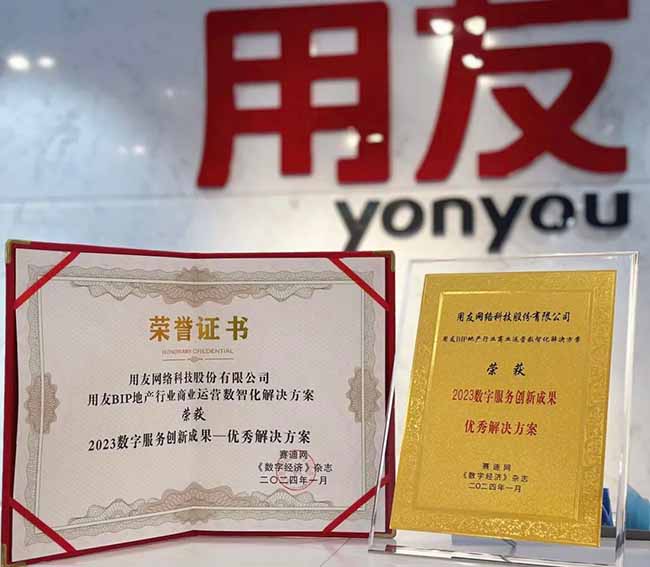 用友
yonyou
荣誉证书
HONORARY CREDENTIAL
用友网络科技股份有限公司
用友BIP地产行业商业运营数智化解决方案
荣获
2023数字服务创新成果—优秀解决方案
赛迪网
《数字经济》杂志
二〇二四年一月
用友网络科技股份有限公司
用友BIP地产行业商业运营数智化解决方案
荣获
2023数字服务创新成果
优秀解决方案
赛迪网
《数字经济》杂志
二〇二四年一月